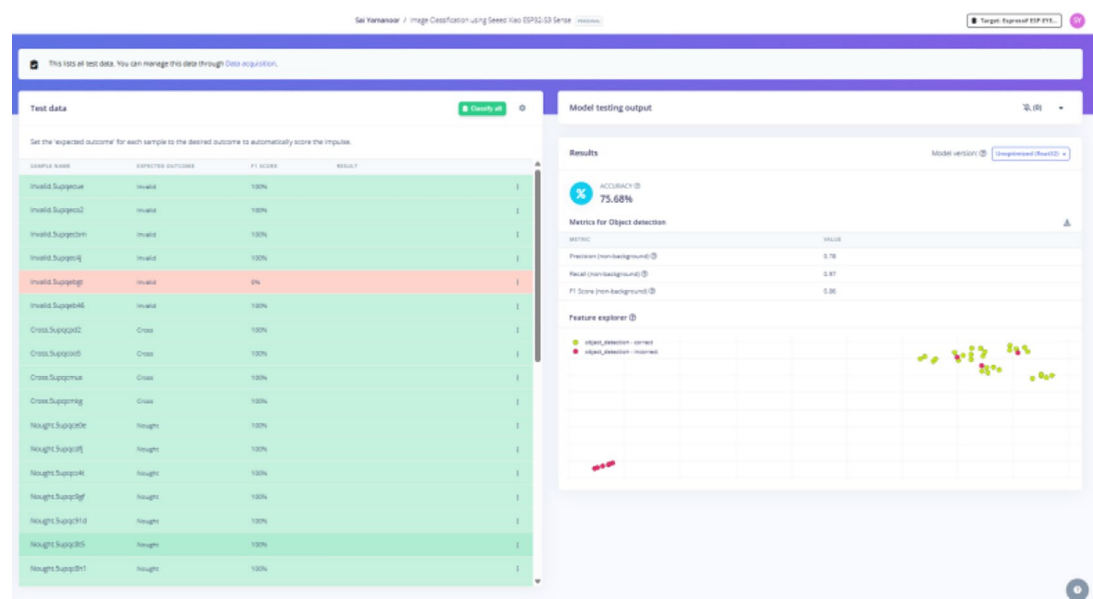 Sai Yamanoor / Image Classification using Seeed Xiao ESP32-S3 Sense PERSONAL
Target: Espressif ESP-EYE...
SY
This lists all test data. You can manage this data through Data acquisition.
Test data
Classify all
Set the 'expected outcome' for each sample to the desired outcome to automatically score the impulse.
SAMPLE NAME EXPECTED OUTCOME F1 SCORE RESULT
Invalid 100%
Invalid 100%
Invalid 100%
Invalid 100%
Invalid 0%
Invalid 100%
Cross 100%
Cross 100%
Cross 100%
Cross 100%
Nought 100%
Nought 100%
Nought 100%
Nought 100%
Nought 100%
Nought 100%
Nought 100%
Model testing output
(0)
Results
Model version: Unoptimized (float32)
%
ACCURACY
75.68%
Metrics for Object detection
METRIC VALUE
Precision (non-background) 0.78
Recall (non-background) 0.97
F1 Score (non-background) 0.86
Feature explorer
object_detection - correct
object_detection - incorrect